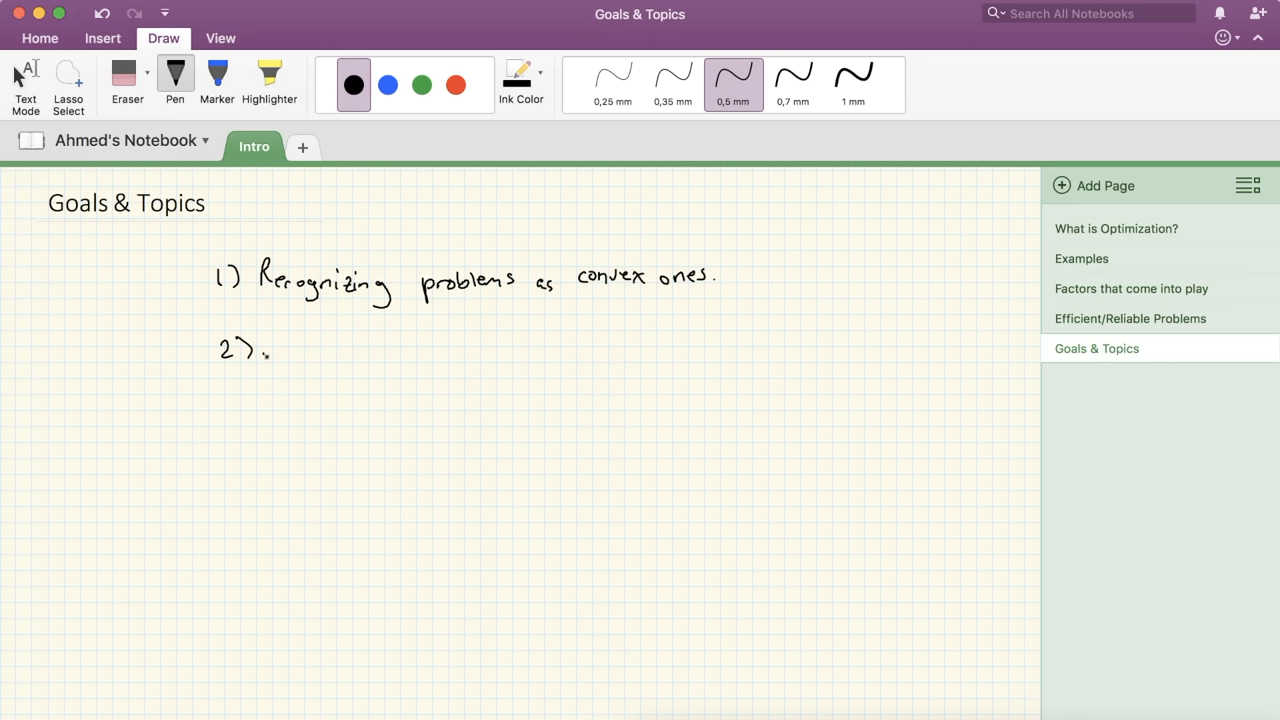 Goals & Topics
Search All Notebooks
Home Insert Draw View
Text Mode
Lasso Select
Eraser
Pen
Marker
Highlighter
Ink Color
0,25 mm
0,35 mm
0,5 mm
0,7 mm
1 mm
Ahmed's Notebook
Intro
Goals & Topics
1) Recognizing problems as convex ones.
2)
Add Page
What is Optimization?
Examples
Factors that come into play
Efficient/Reliable Problems
Goals & Topics